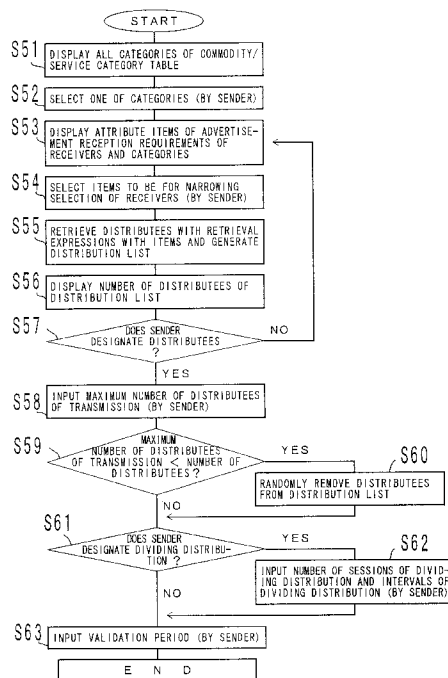 START
S51
DISPLAY ALL CATEGORIES OF COMMODITY/
SERVICE CATEGORY TABLE
S52
SELECT ONE OF CATEGORIES (BY SENDER)
S53
DISPLAY ATTRIBUTE ITEMS OF ADVERTISE-
MENT RECEPTION REQUIREMENTS OF
RECEIVERS AND CATEGORIES
S54
SELECT ITEMS TO BE FOR NARROWING
SELECTION OF RECEIVERS (BY SENDER)
S55
RETRIEVE DISTRIBUTEES WITH RETRIEVAL
EXPRESSIONS WITH ITEMS AND GENERATE
DISTRIBUTION LIST
S56
DISPLAY NUMBER OF DISTRIBUTEES OF
DISTRIBUTION LIST
S57
DOES SENDER
DESIGNATE DISTRIBUTEES
?
NO
YES
S58
INPUT MAXIMUM NUMBER OF DISTRIBUTEES
OF TRANSMISSION (BY SENDER)
S59
MAXIMUM
NUMBER OF DISTRIBUTEES
OF TRANSMISSION < NUMBER OF
DISTRIBUTEES?
YES
S60
RANDOMLY REMOVE DISTRIBUTEES
FROM DISTRIBUTION LIST
NO
S61
DOES SENDER
DESIGNATE DIVIDING DISTRIBU-
TION ?
YES
S62
INPUT NUMBER OF SESSIONS OF DIVID-
ING DISTRIBUTION AND INTERVALS OF
DIVIDING DISTRIBUTION (BY SENDER)
NO
S63
INPUT VALIDATION PERIOD (BY SENDER)
END